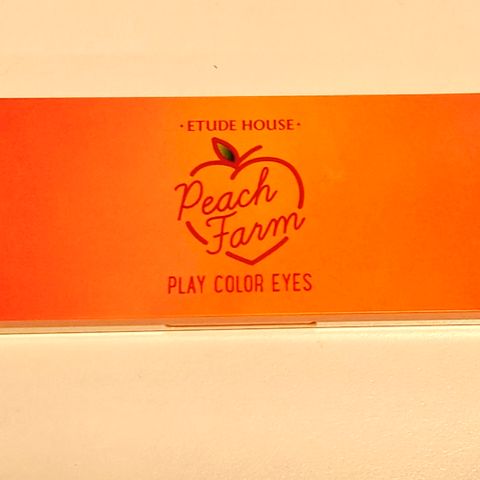 · ETUDE HOUSE ·
Peach
Farm
PLAY COLOR EYES